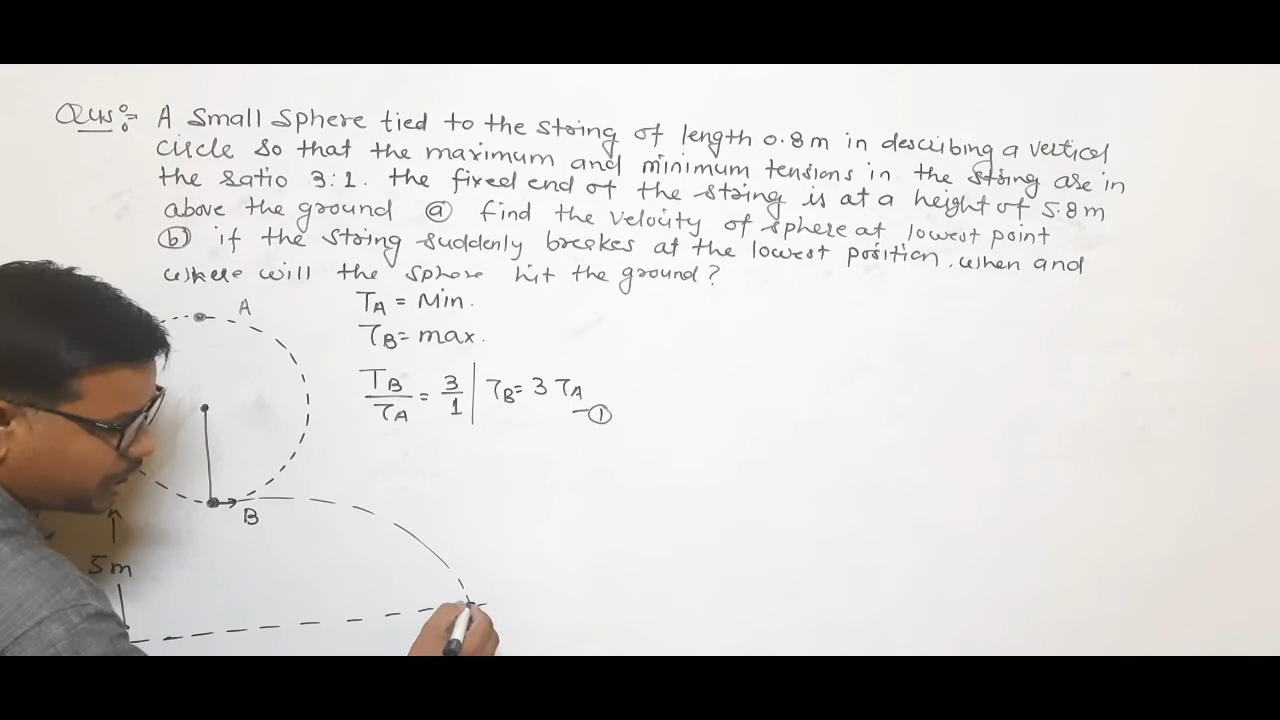 Qus:- A small sphere tied to the string of length 0.8m in describing a vertical
circle so that the maximum and minimum tensions in the string are in
the ratio 3:1. the fixed end of the string is at a height of 5.8m
above the ground (a) find the velocity of sphere at lowest point
(b) if the string suddenly breakes at the lowest position. when and
where will the sphere hit the ground?
A
TA = Min.
TB = max.
TB/TA = 3/1 | TB = 3 TA
—(1)
B
5m